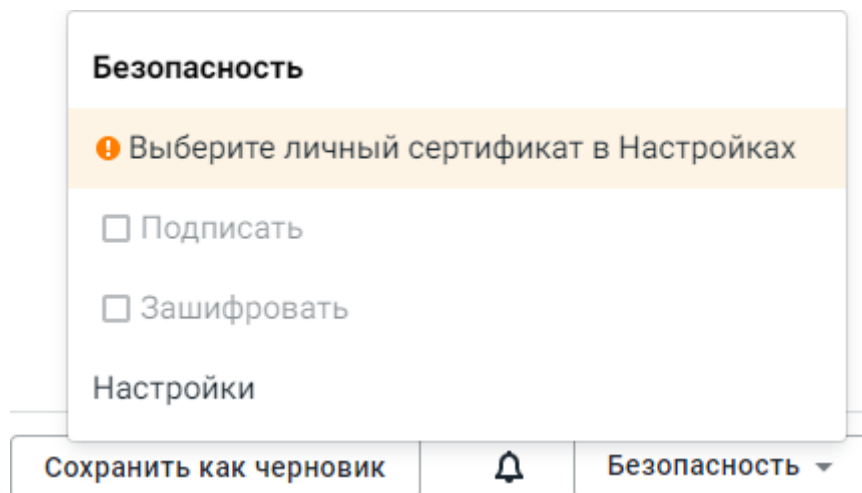 Безопасность
Выберите личный сертификат в Настройках
Подписать
Зашифровать
Настройки
Сохранить как черновик
Безопасность